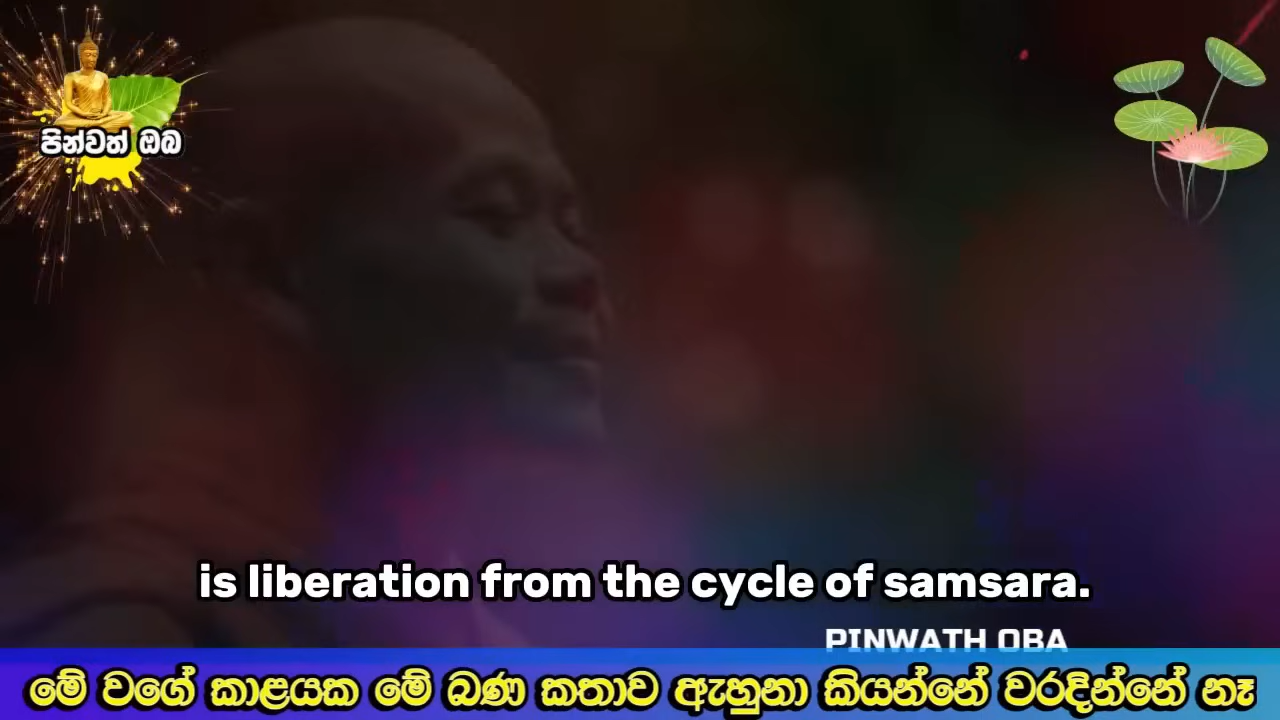 පින්වත් ඔබ
is liberation from the cycle of samsara.
PINWATH OBA
මේ වගේ කාළයක මේ බණ කතාව ඇහුනා කියන්නේ වරදින්නේ නෑ